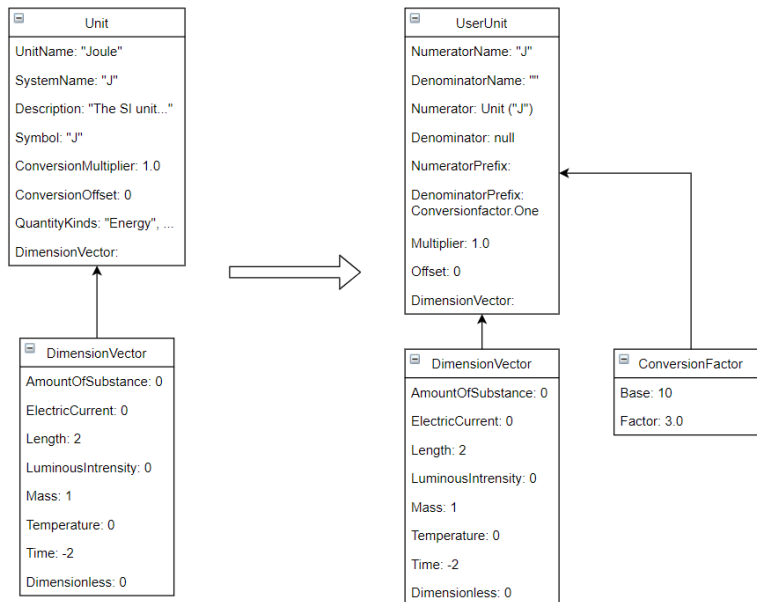 Unit
UnitName: "Joule"
SystemName: "J"
Description: "The SI unit..."
Symbol: "J"
ConversionMultiplier: 1.0
ConversionOffset: 0
QuantityKinds: "Energy", ...
DimensionVector:
DimensionVector
AmountOfSubstance: 0
ElectricCurrent: 0
Length: 2
LuminousIntrensity: 0
Mass: 1
Temperature: 0
Time: -2
Dimensionless: 0
UserUnit
NumeratorName: "J"
DenominatorName: ""
Numerator: Unit ("J")
Denominator: null
NumeratorPrefix:
DenominatorPrefix:
Conversionfactor.One
Multiplier: 1.0
Offset: 0
DimensionVector:
DimensionVector
AmountOfSubstance: 0
ElectricCurrent: 0
Length: 2
LuminousIntrensity: 0
Mass: 1
Temperature: 0
Time: -2
Dimensionless: 0
ConversionFactor
Base: 10
Factor: 3.0